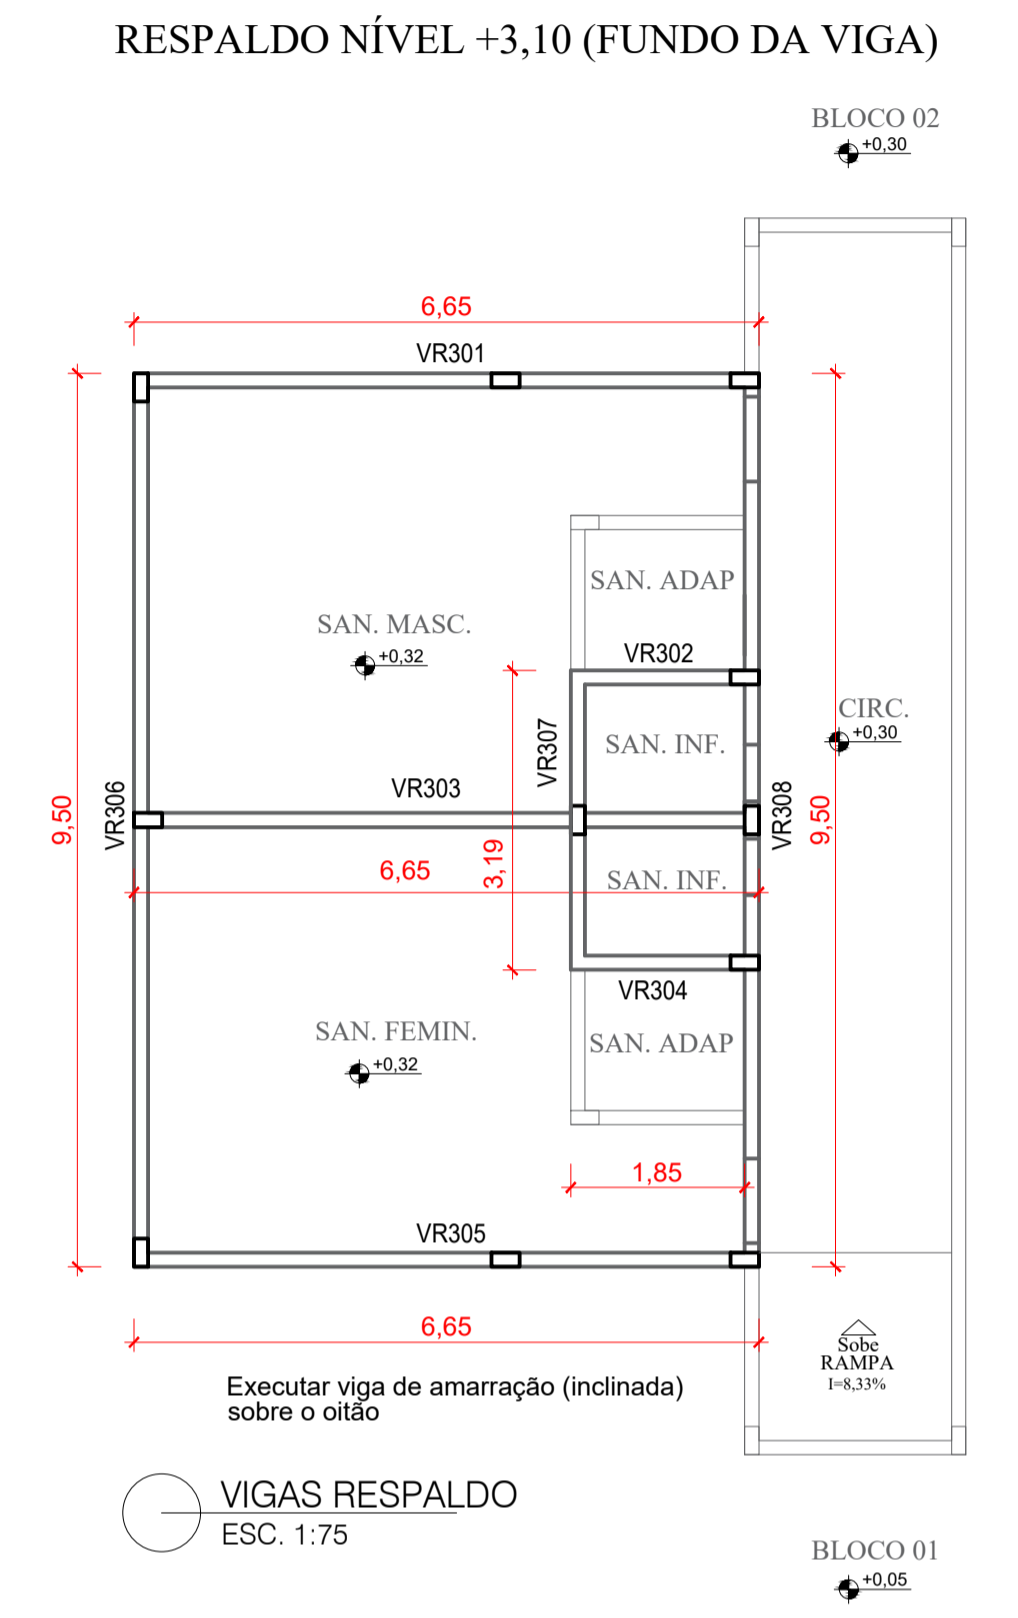 RESPALDO NÍVEL +3,10 (FUNDO DA VIGA)
BLOCO 02
+0,30
6,65
VR301
SAN. ADAP
SAN. MASC.
+0,32
VR302
CIRC.
+0,30
SAN. INF.
VR307
VR303
VR306
9,50
VR308
9,50
6,65
3,19
SAN. INF.
VR304
SAN. FEMIN.
+0,32
SAN. ADAP
1,85
VR305
6,65
Sobe
RAMPA
I=8,33%
Executar viga de amarração (inclinada)
sobre o oitão
VIGAS RESPALDO
ESC. 1:75
BLOCO 01
+0,05